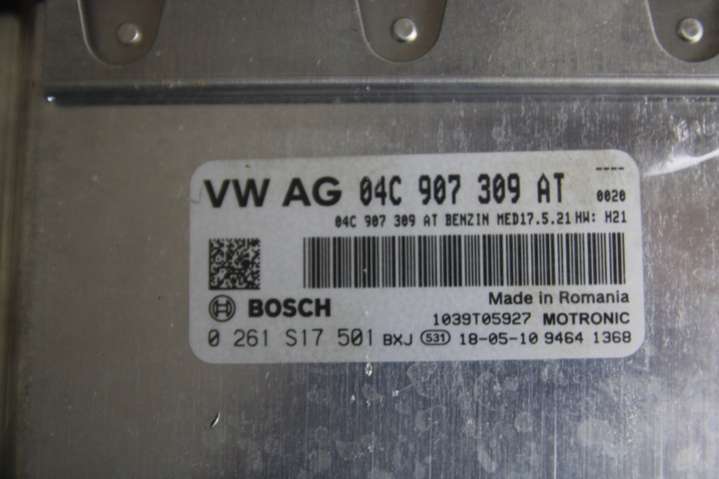 ----
VW AG 04C 907 309 AT 0020
04C 907 309 AT BENZIN MED17.5.21 HW: H21
BOSCH
Made in Romania
1039T05927 MOTRONIC
0 261 S17 501 BXJ 531 18-05-10 9464 1368